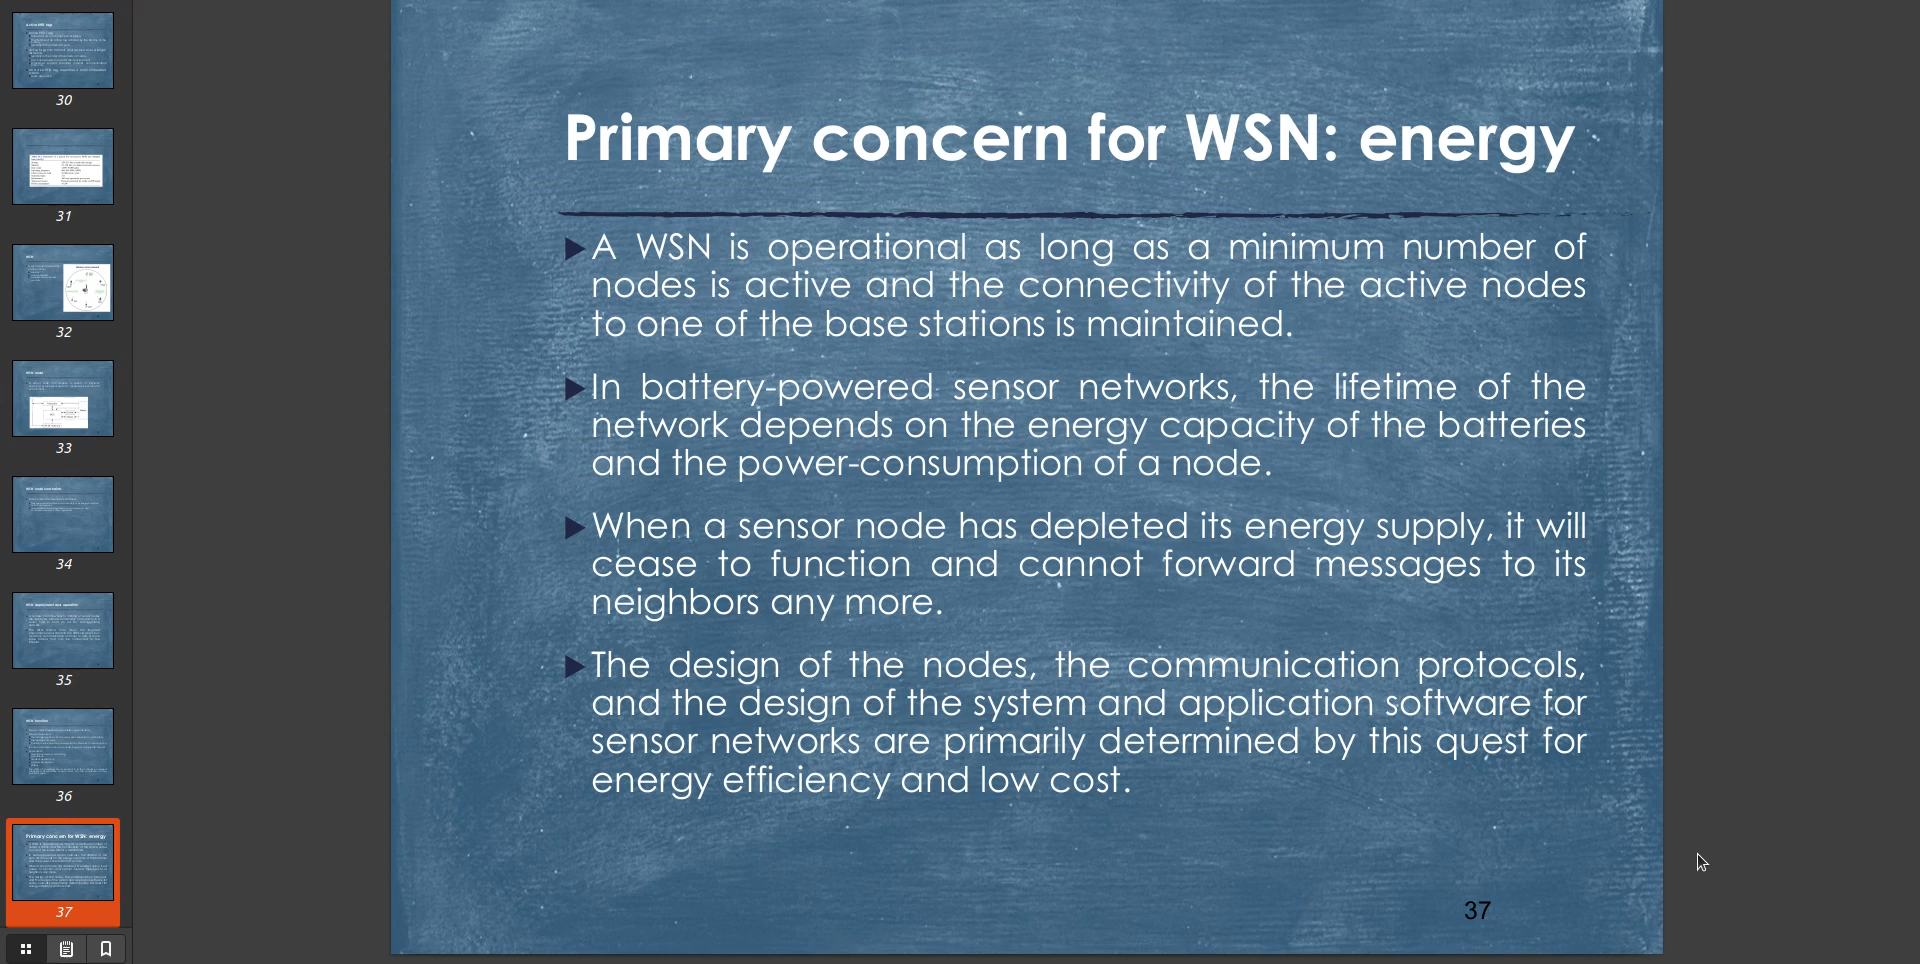 30
31
32
33
34
35
36
Primary concern for WSN: energy
37
Primary concern for WSN: energy
▶A WSN is operational as long as a minimum number of
nodes is active and the connectivity of the active nodes
to one of the base stations is maintained.
▶In battery-powered sensor networks, the lifetime of the
network depends on the energy capacity of the batteries
and the power-consumption of a node.
▶When a sensor node has depleted its energy supply, it will
cease to function and cannot forward messages to its
neighbors any more.
▶The design of the nodes, the communication protocols,
and the design of the system and application software for
sensor networks are primarily determined by this quest for
energy efficiency and low cost.
37